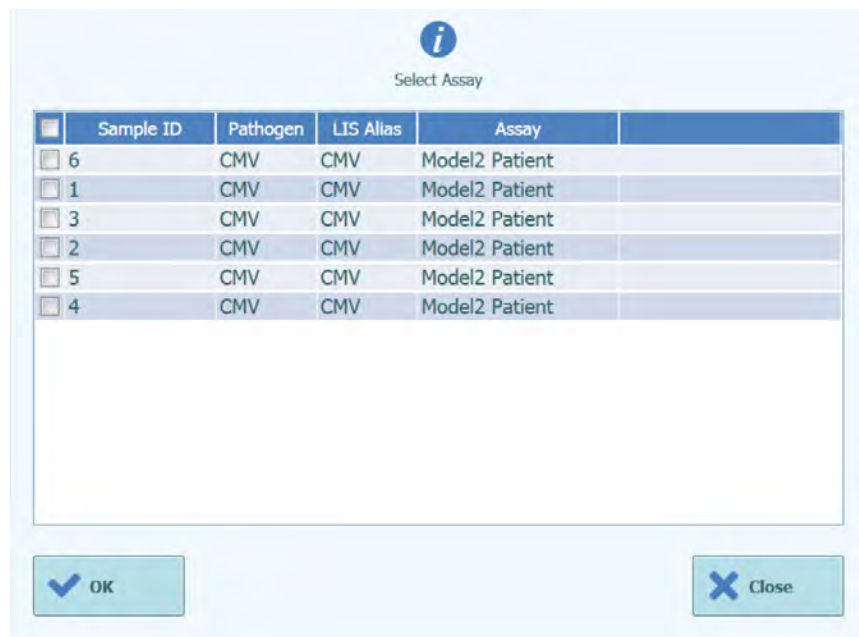 i
Select Assay
Sample ID Pathogen LIS Alias Assay
6 CMV CMV Model2 Patient
1 CMV CMV Model2 Patient
3 CMV CMV Model2 Patient
2 CMV CMV Model2 Patient
5 CMV CMV Model2 Patient
4 CMV CMV Model2 Patient
OK Close